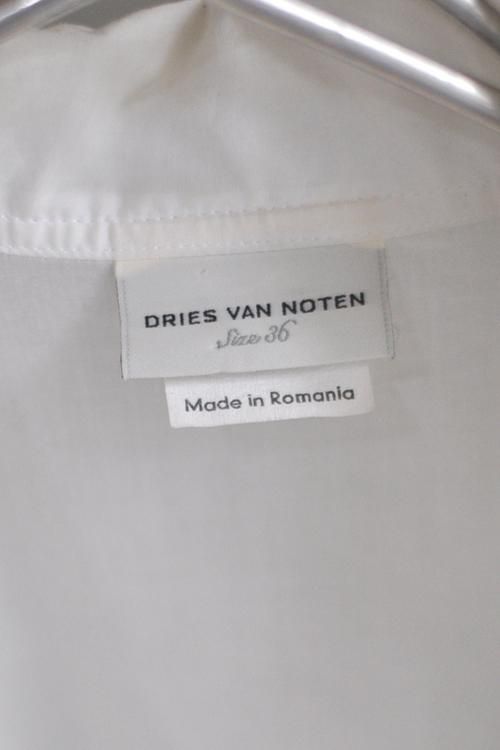 DRIES VAN NOTEN
Size 36
Made in Romania